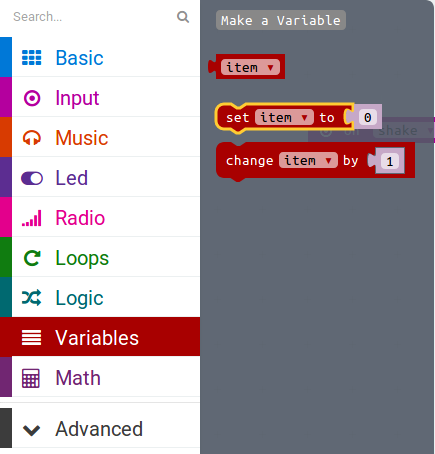 Search...
Basic
Input
Music
Led
Radio
Loops
Logic
Variables
Math
Advanced
Make a Variable
item ▼
set item ▼ to 0
on shake ▼
change item ▼ by 1